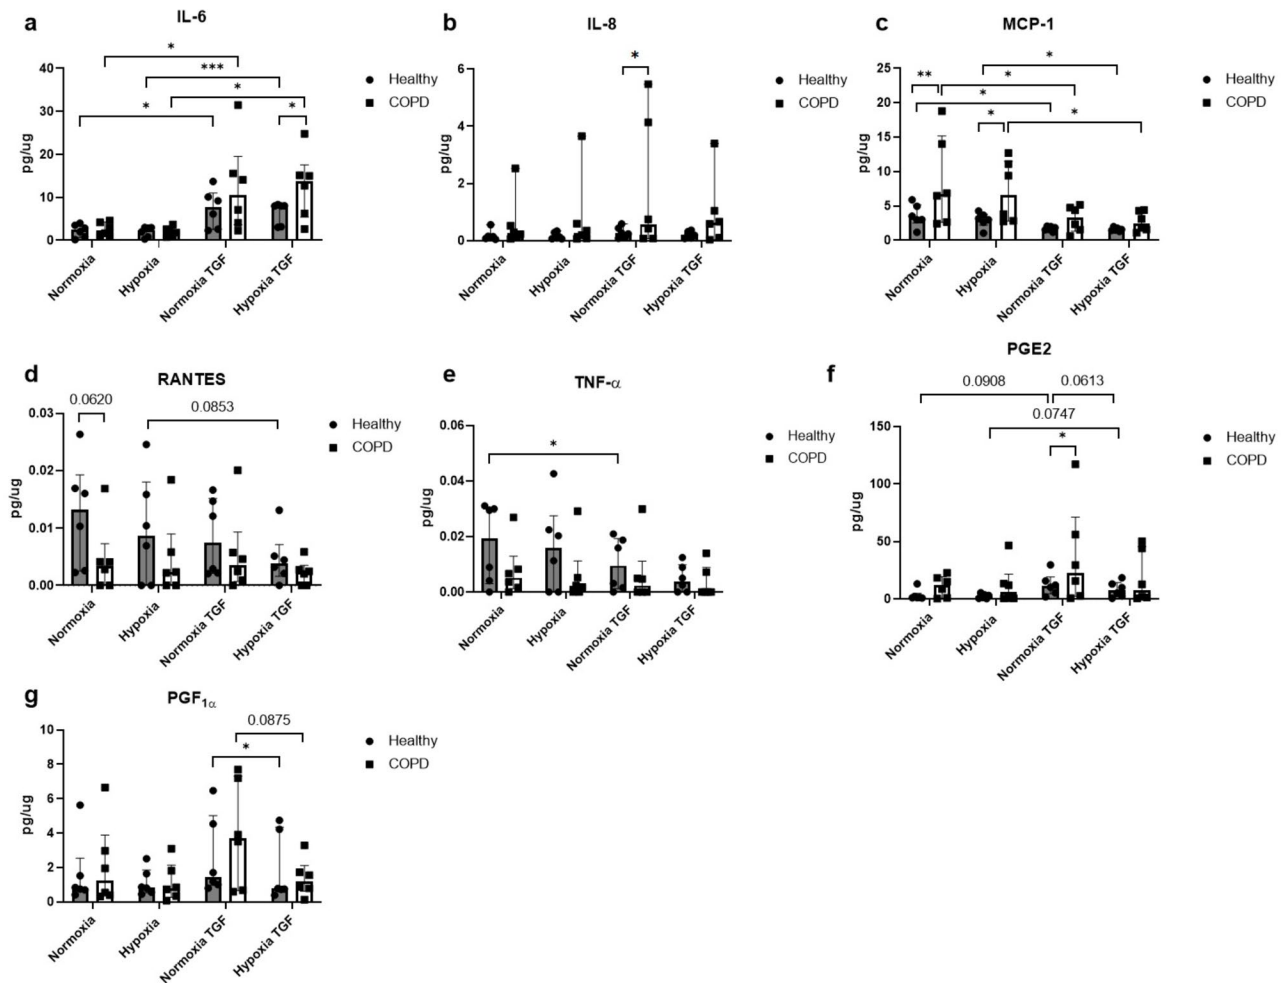 a
IL-6
*
***
*
*
*
40
30
20
10
0
pg/ug
Healthy
COPD
Normoxia
Hypoxia
Normoxia TGF
Hypoxia TGF
b
IL-8
*
6
4
2
0
pg/ug
Healthy
COPD
Normoxia
Hypoxia
Normoxia TGF
Hypoxia TGF
c
MCP-1
*
**
*
*
*
*
25
20
15
10
5
0
pg/ug
Healthy
COPD
Normoxia
Hypoxia
Normoxia TGF
Hypoxia TGF
d
RANTES
0.0620
0.0853
0.03
0.02
0.01
0.00
pg/ug
Healthy
COPD
Normoxia
Hypoxia
Normoxia TGF
Hypoxia TGF
e
TNF-α
*
0.06
0.04
0.02
0.00
pg/ug
Healthy
COPD
Normoxia
Hypoxia
Normoxia TGF
Hypoxia TGF
f
PGE2
0.0908
0.0613
0.0747
*
150
100
50
0
pg/ug
Healthy
COPD
Normoxia
Hypoxia
Normoxia TGF
Hypoxia TGF
g
PGF1α
0.0875
*
10
8
6
4
2
0
pg/ug
Healthy
COPD
Normoxia
Hypoxia
Normoxia TGF
Hypoxia TGF